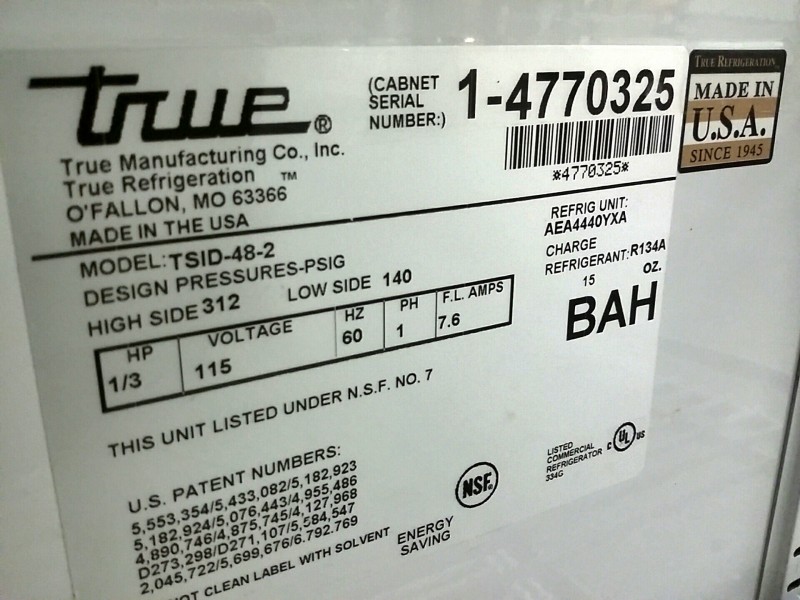 True®
True Manufacturing Co., Inc.
True Refrigeration ™
O'FALLON, MO 63366
MADE IN THE USA
(CABNET
SERIAL
NUMBER:)
1-4770325
*4770325*
TRUE REFRIGERATION
MADE IN
U.S.A.
SINCE 1945
MODEL: TSID-48-2
DESIGN PRESSURES-PSIG
HIGH SIDE 312 LOW SIDE 140
REFRIG UNIT:
AEA4440YXA
CHARGE
REFRIGERANT: R134A
15 OZ.
BAH
HP VOLTAGE HZ PH F.L. AMPS
1/3 115 60 1 7.6
THIS UNIT LISTED UNDER N.S.F. NO. 7
U.S. PATENT NUMBERS:
5,553,354/5,433,082/5,182,923
5,182,924/5,076,443/4,955,486
4,890,746/4,875,745/4,127,968
D273,298/D271,107/5,584,547
2,045,722/5,699,676/6.792.769
NOT CLEAN LABEL WITH SOLVENT
ENERGY
SAVING
NSF®
LISTED
COMMERCIAL
REFRIGERATOR
334G
C UL US